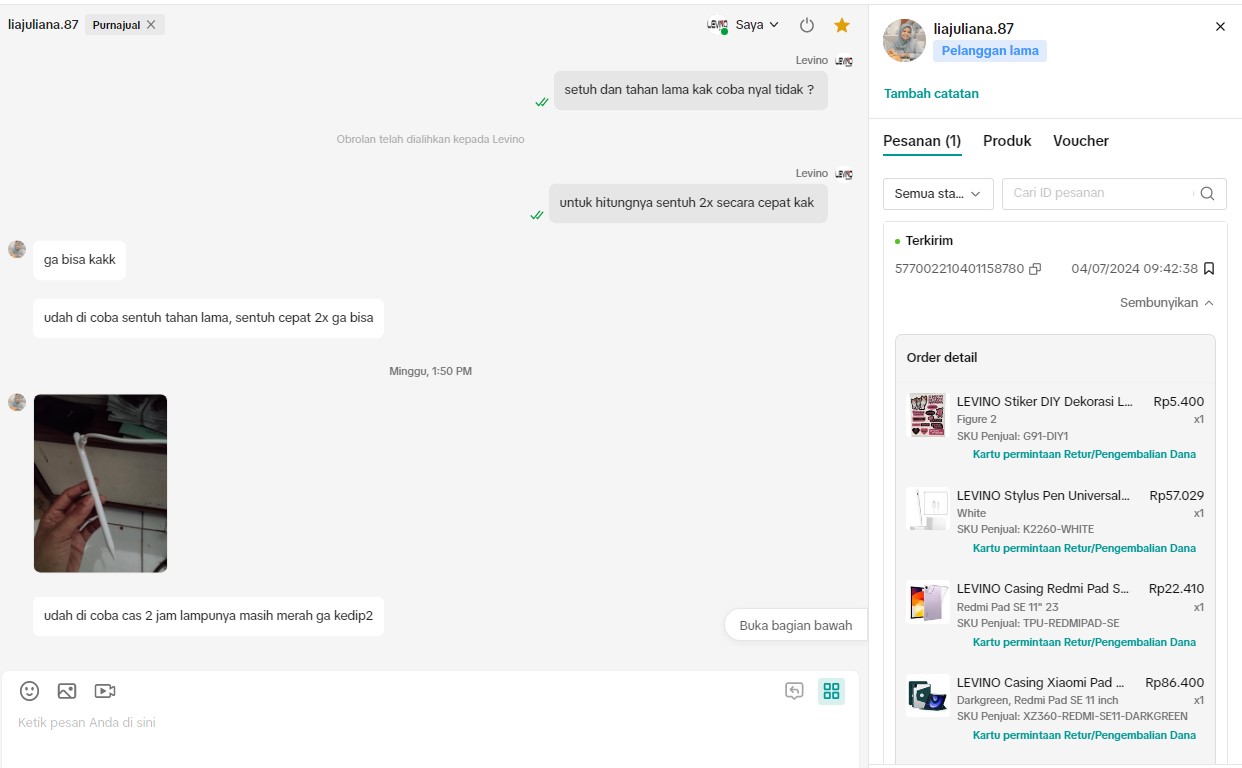 liajuliana.87 Purnajual
LEVINO Saya
Levino LEVINO
setuh dan tahan lama kak coba nyal tidak ?
Obrolan telah dialihkan kepada Levino
Levino LEVINO
untuk hitungnya sentuh 2x secara cepat kak
ga bisa kakk
udah di coba sentuh tahan lama, sentuh cepat 2x ga bisa
Minggu, 1:50 PM
udah di coba cas 2 jam lampunya masih merah ga kedip2
Buka bagian bawah
Ketik pesan Anda di sini
liajuliana.87
Pelanggan lama
Tambah catatan
Pesanan (1) Produk Voucher
Semua sta... Cari ID pesanan
Terkirim
577002210401158780 04/07/2024 09:42:38
Sembunyikan
Order detail
LEVINO Stiker DIY Dekorasi L... Rp5.400
Figure 2 x1
SKU Penjual: G91-DIY1
Kartu permintaan Retur/Pengembalian Dana
LEVINO Stylus Pen Universal... Rp57.029
White x1
SKU Penjual: K2260-WHITE
Kartu permintaan Retur/Pengembalian Dana
LEVINO Casing Redmi Pad S... Rp22.410
Redmi Pad SE 11" 23 x1
SKU Penjual: TPU-REDMIPAD-SE
Kartu permintaan Retur/Pengembalian Dana
LEVINO Casing Xiaomi Pad ... Rp86.400
Darkgreen, Redmi Pad SE 11 inch x1
SKU Penjual: XZ360-REDMI-SE11-DARKGREEN
Kartu permintaan Retur/Pengembalian Dana